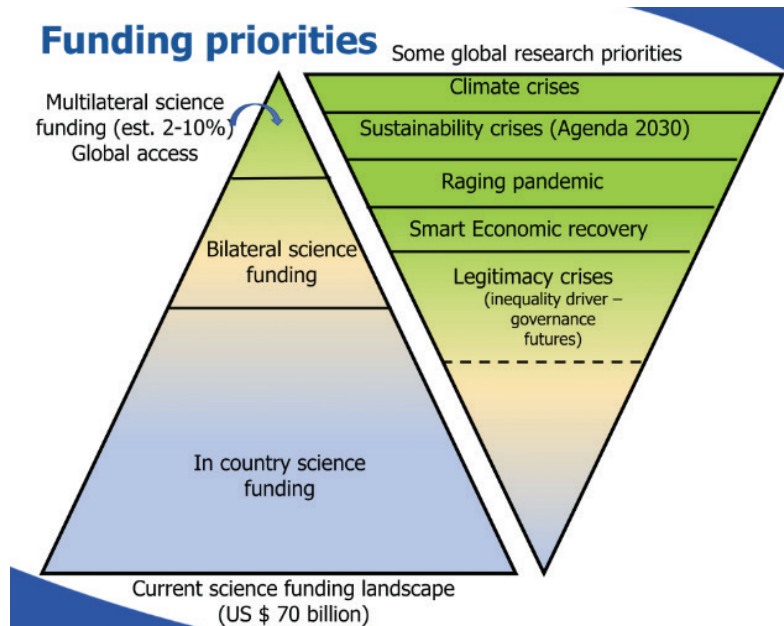 Funding priorities
Multilateral science
funding (est. 2-10%)
Global access
Bilateral science
funding
In country science
funding
Current science funding landscape
(US $ 70 billion)
Some global research priorities
Climate crises
Sustainability crises (Agenda 2030)
Raging pandemic
Smart Economic recovery
Legitimacy crises
(inequality driver –
governance
futures)